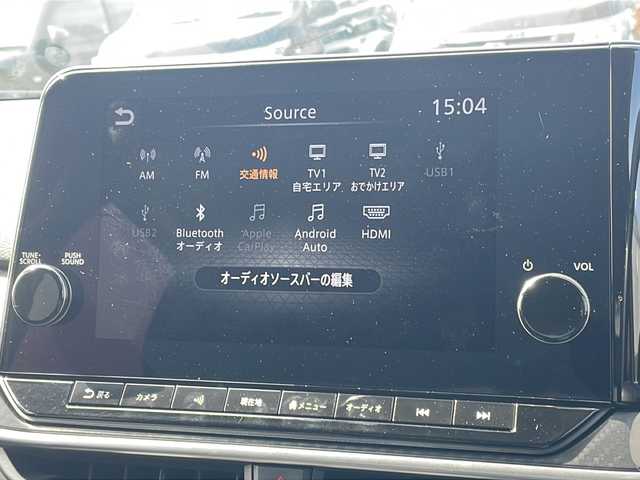 Source
15:04
AM
FM
交通情報
TV1
自宅エリア
TV2
おでかけエリア
USB1
USB2
Bluetooth
オーディオ
Apple
CarPlay
Android
Auto
HDMI
オーディオソースバーの編集
TUNE·
SCROLL
PUSH
SOUND
VOL
戻る
カメラ
現在地
メニュー
オーディオ